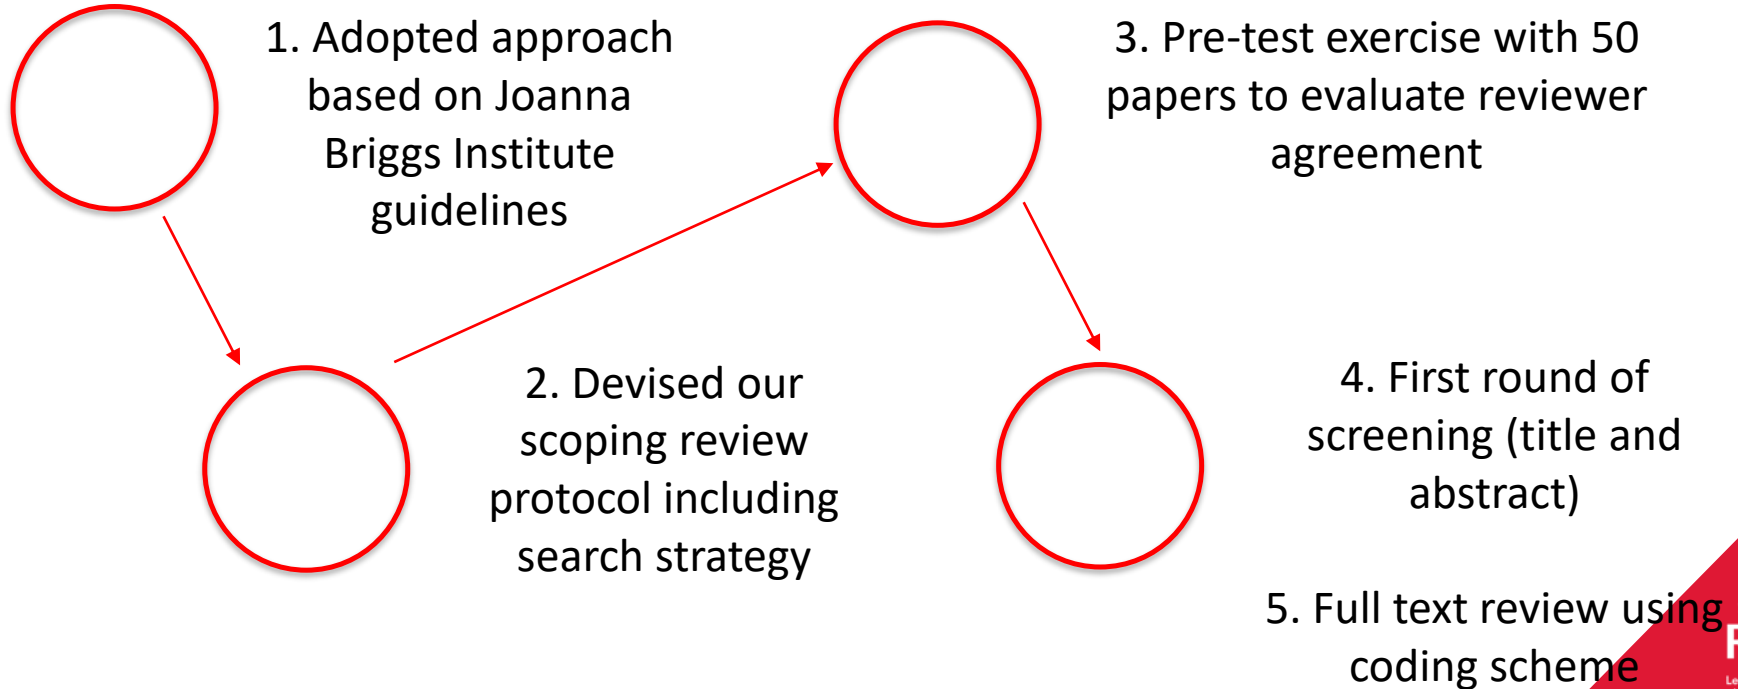 1. Adopted approach
based on Joanna
Briggs Institute
guidelines
2. Devised our
scoping review
protocol including
search strategy
3. Pre-test exercise with 50
papers to evaluate reviewer
agreement
4. First round of
screening (title and
abstract)
5. Full text review using
coding scheme